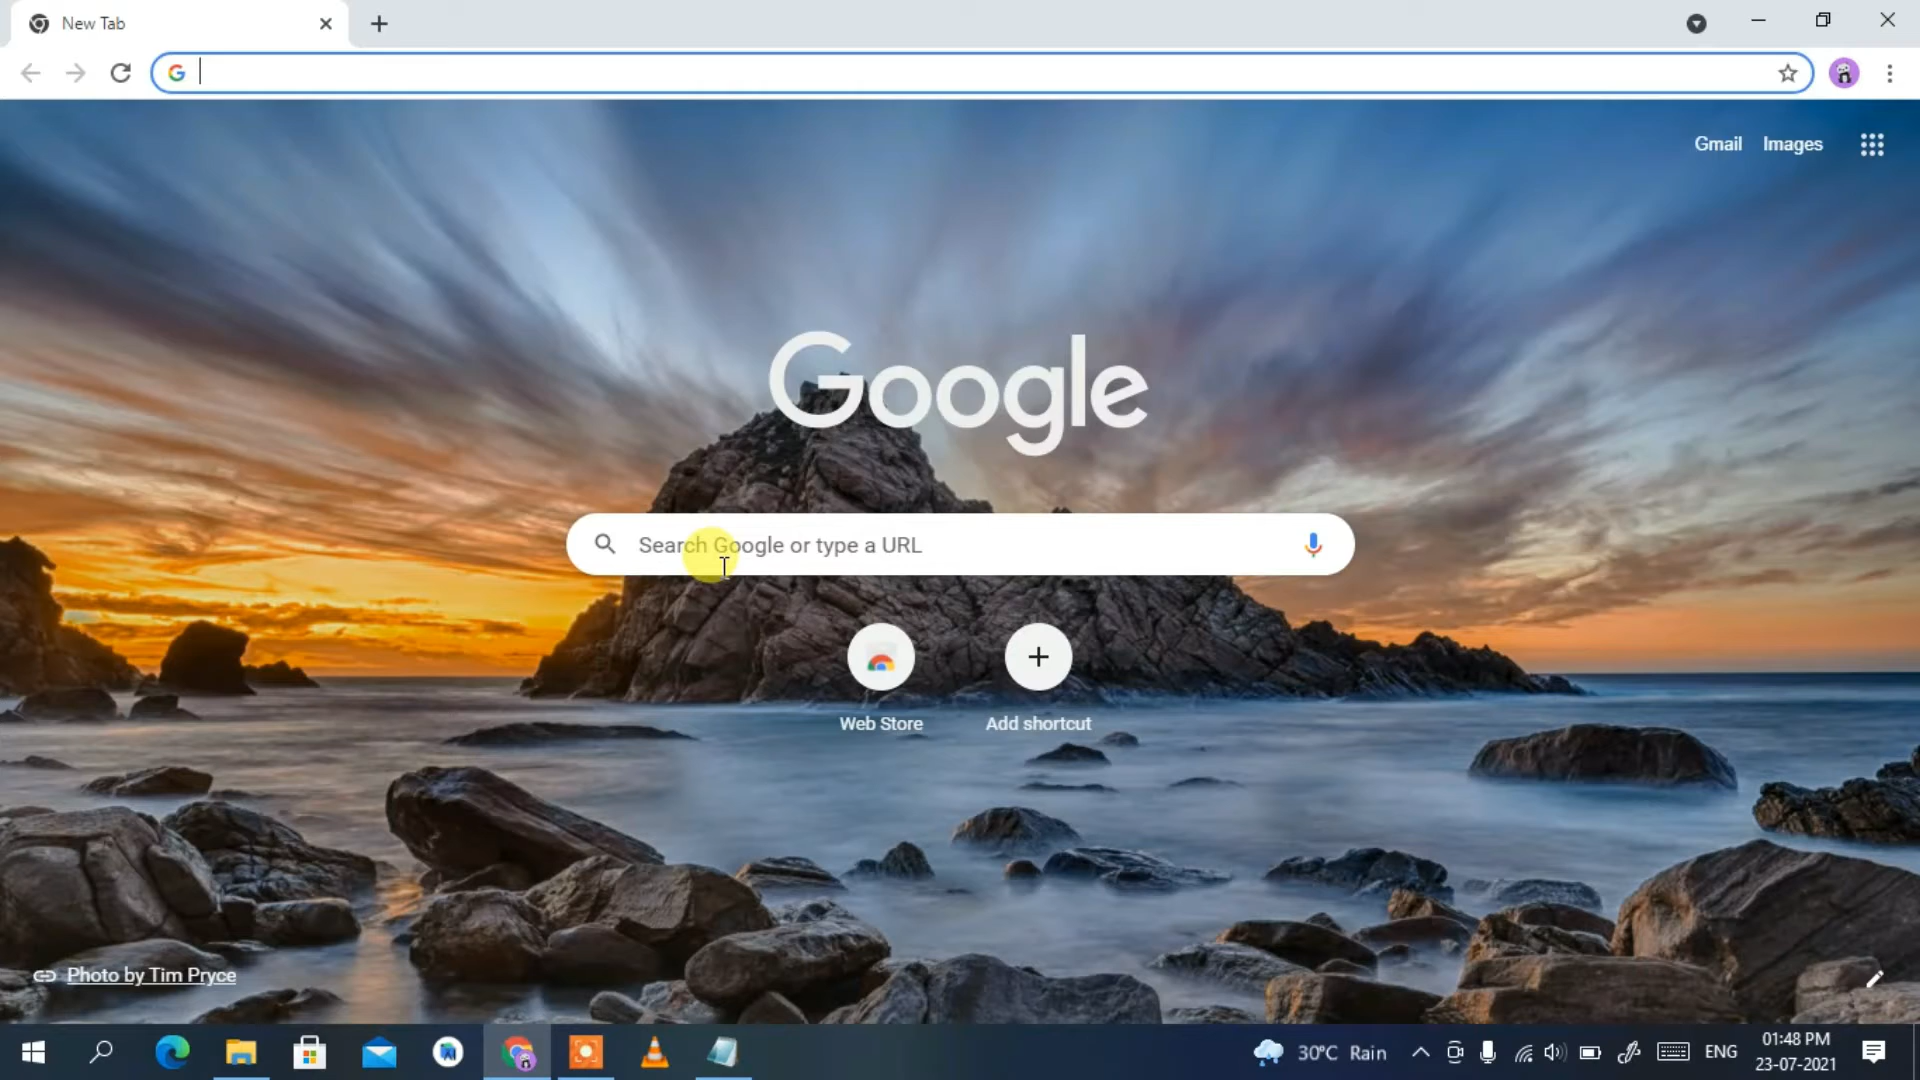 New Tab
Gmail Images
Google
Search Google or type a URL
Web Store Add shortcut
Photo by Tim Pryce
30°C Rain ENG 01:48 PM
23-07-2021